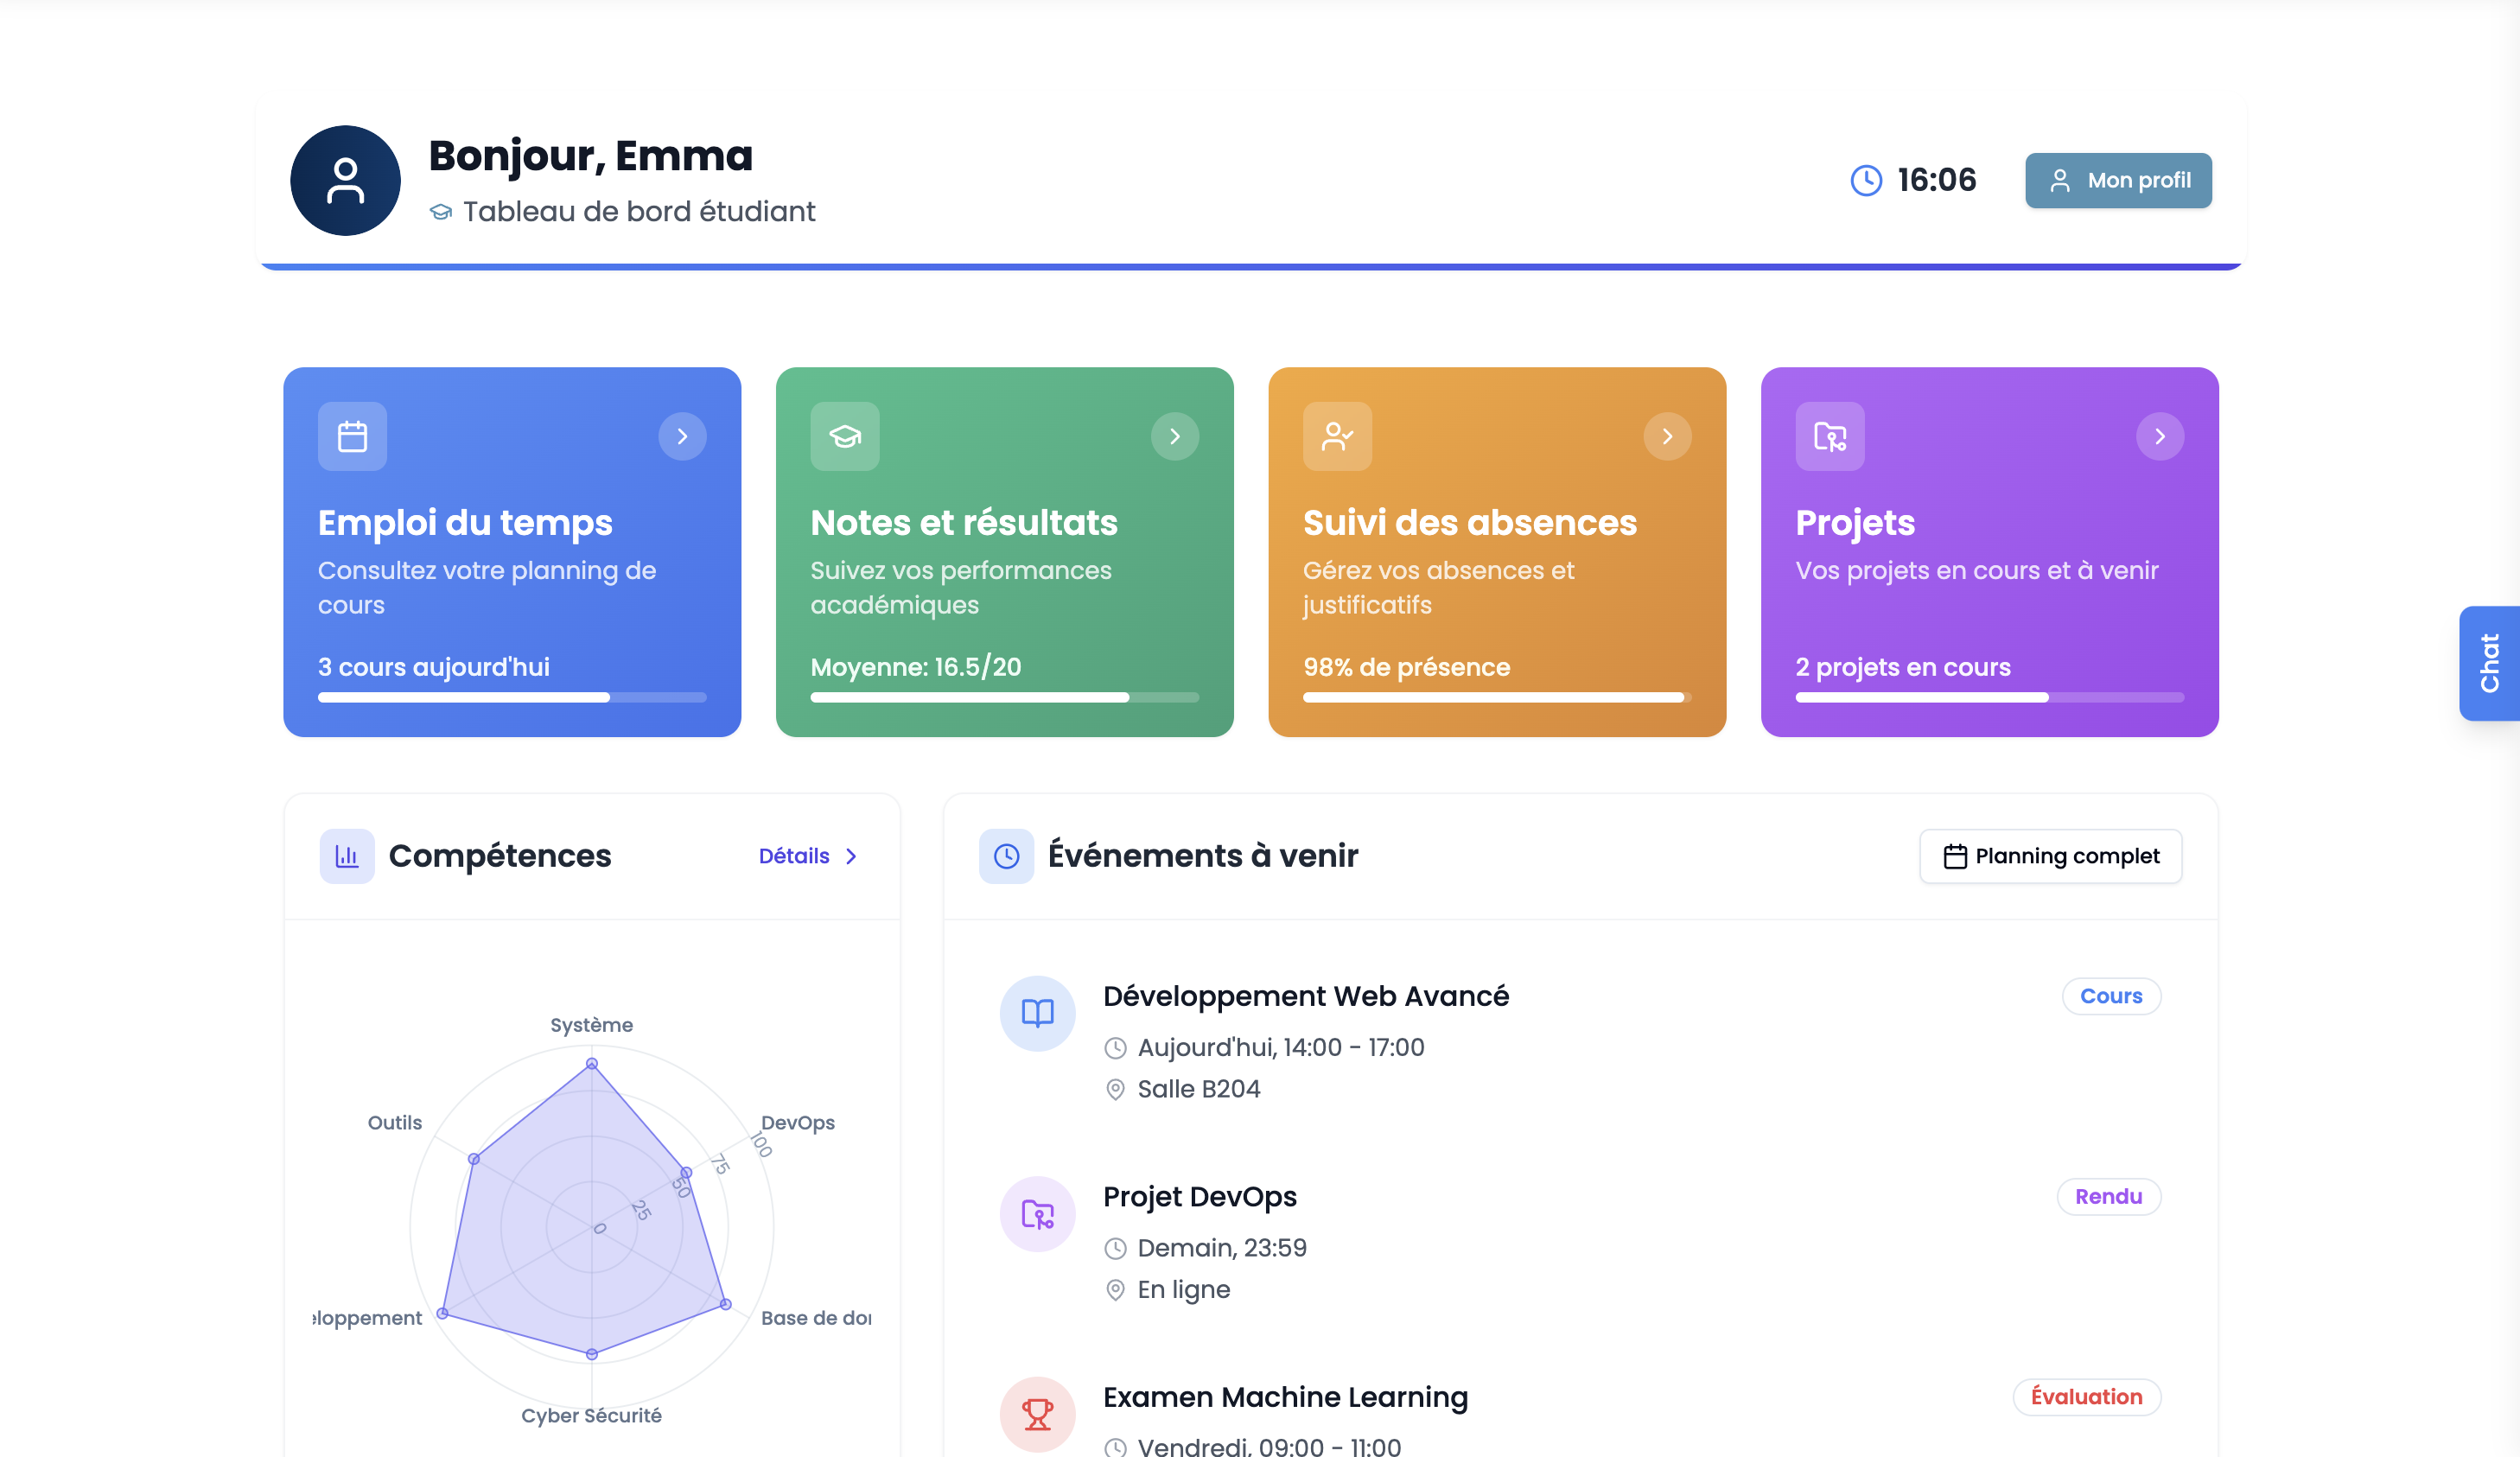 Bonjour, Emma
Tableau de bord étudiant
16:06
Mon profil
Emploi du temps
Consultez votre planning de
cours
3 cours aujourd'hui
Notes et résultats
Suivez vos performances
académiques
Moyenne: 16.5/20
Suivi des absences
Gérez vos absences et
justificatifs
98% de présence
Projets
Vos projets en cours et à venir
2 projets en cours
Chat
Compétences
Détails
Système
Outils
DevOps
100
75
50
25
0
eloppement
Base de
Cyber Sécurité
Événements à venir
Planning complet
Développement Web Avancé
Cours
Aujourd'hui, 14:00 - 17:00
Salle B204
Projet DevOps
Rendu
Demain, 23:59
En ligne
Examen Machine Learning
Évaluation
Vendredi, 09:00 - 11:00